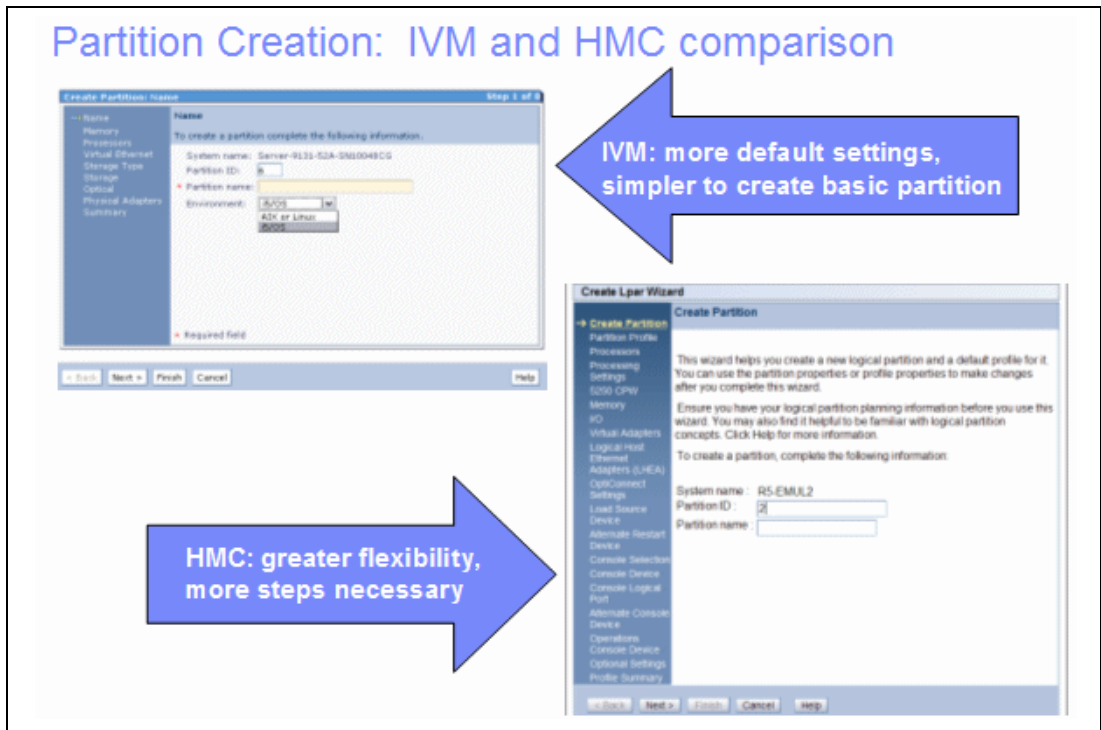 Partition Creation: IVM and HMC comparison
Create Partition: Name
Step 1 of 9
Name
Memory
Processors
Virtual Ethernet
Storage Type
Storage
Optical
Physical Adapters
Summary
Name
To create a partition complete the following information.
System name: Server-9131-52A-SN10048CG
Partition ID: 6
* Partition name:
Environment: i5/OS
AIX or Linux
i5/OS
* Required field
< Back Next > Finish Cancel Help
IVM: more default settings,
simpler to create basic partition
HMC: greater flexibility,
more steps necessary
Create Lpar Wizard
Create Partition
Partition Profile
Processors
Processing
Settings
5250 CPW
Memory
I/O
Virtual Adapters
Logical Host
Ethernet
Adapters (LHEA)
OptiConnect
Settings
Load Source
Device
Alternate Restart
Device
Console Selection
Console Device
Console Logical
Port
Alternate Console
Device
Operations
Console Device
Optional Settings
Profile Summary
Create Partition
This wizard helps you create a new logical partition and a default profile for it.
You can use the partition properties or profile properties to make changes
after you complete this wizard.
Ensure you have your logical partition planning information before you use this
wizard. You may also find it helpful to be familiar with logical partition
concepts. Click Help for more information.
To create a partition, complete the following information:
System name : R5-EMUL2
Partition ID : 2
Partition name :
< Back Next > Finish Cancel Help